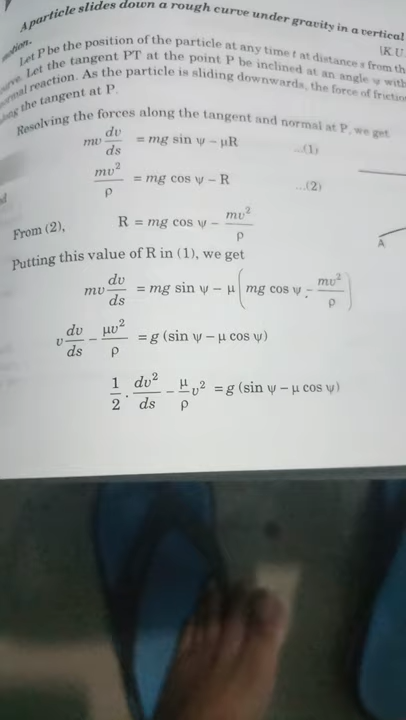 A particle slides down a rough curve under gravity in a vertical
motion. [K.U.
Let P be the position of the particle at any time t at distance s from th
curve. Let the tangent PT at the point P be inclined at an angle ψ with
normal reaction. As the particle is sliding downwards, the force of friction
along the tangent at P.
Resolving the forces along the tangent and normal at P, we get
mv dv/ds = mg sin ψ – μR ...(1)
mv²/ρ = mg cos ψ – R ...(2)
From (2), R = mg cos ψ – mv²/ρ
A
Putting this value of R in (1), we get
mv dv/ds = mg sin ψ – μ(mg cos ψ – mv²/ρ)
v dv/ds – μv²/ρ = g (sin ψ – μ cos ψ)
1/2 . dv²/ds – μ/ρ v² = g (sin ψ – μ cos ψ)